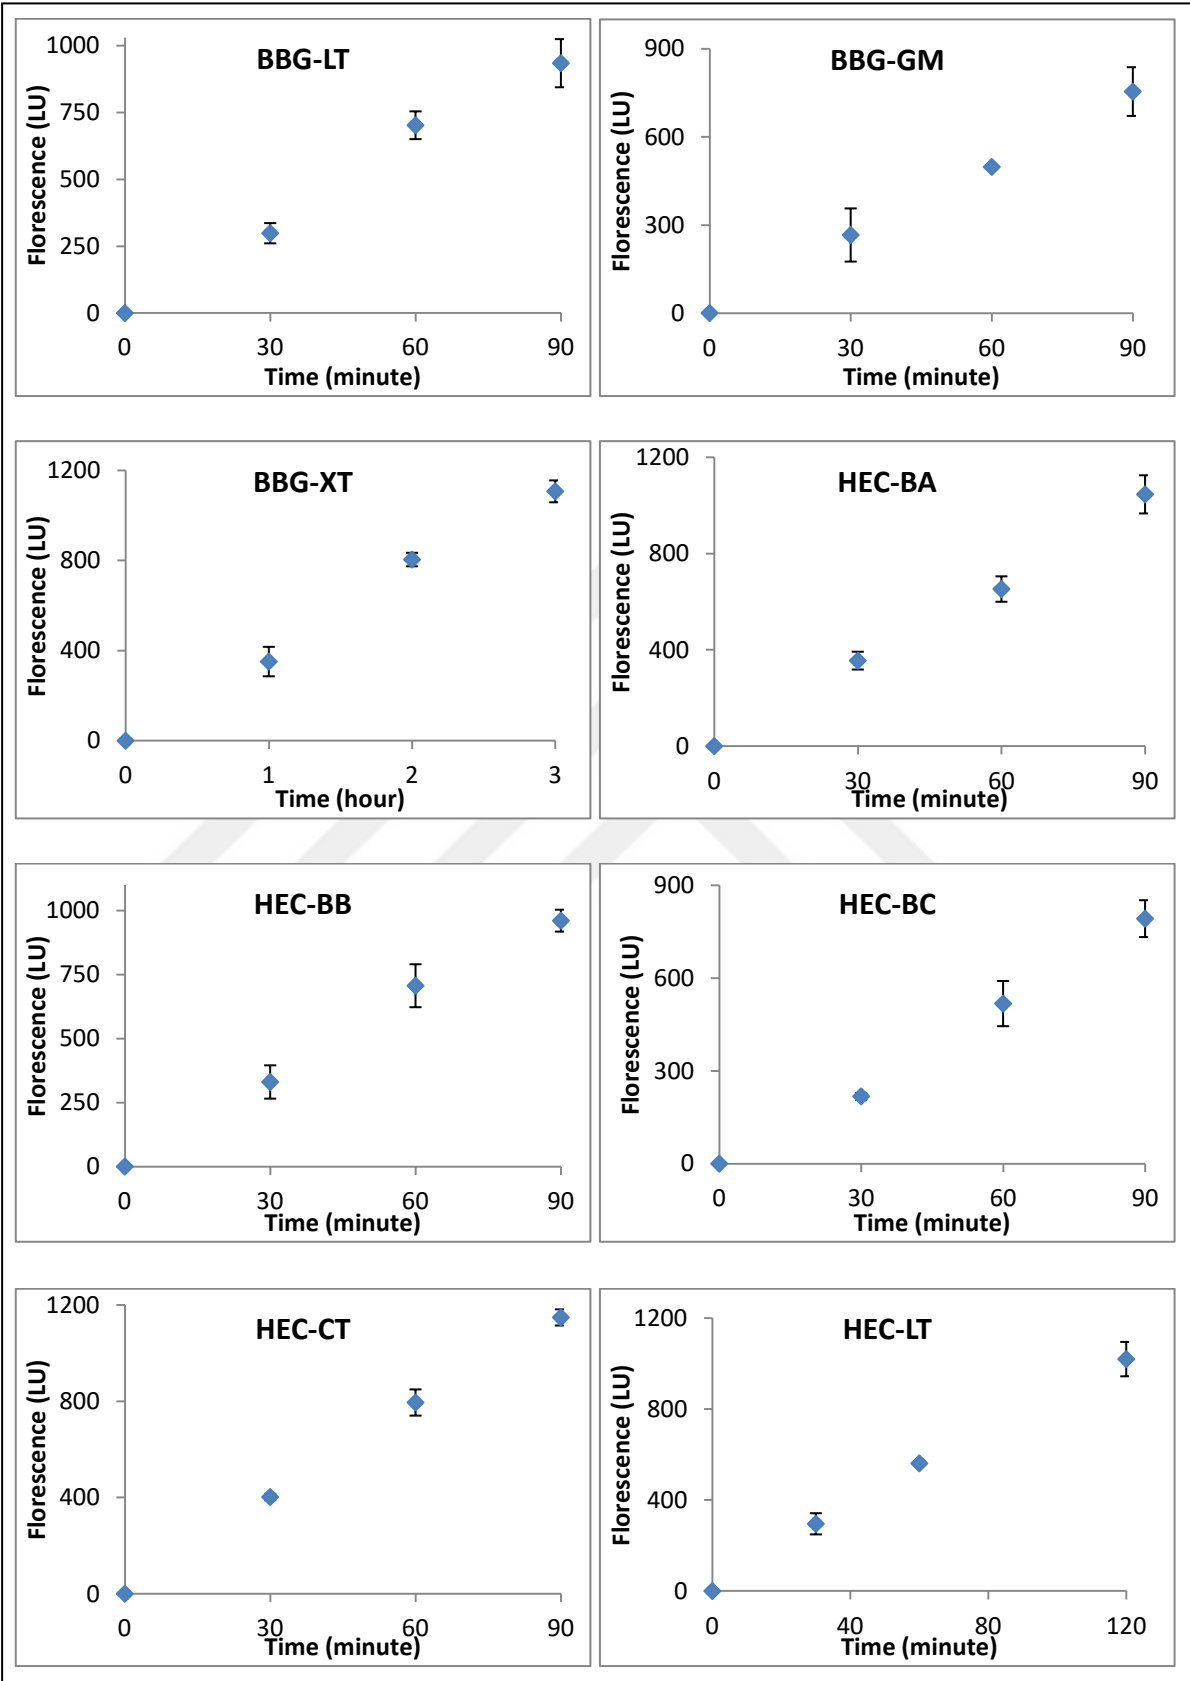 BBG-LT
Florescence (LU)
1000
750
500
250
0
0 30 60 90
Time (minute)
BBG-GM
Florescence (LU)
900
600
300
0
0 30 60 90
Time (minute)
BBG-XT
Florescence (LU)
1200
800
400
0
0 1 2 3
Time (hour)
HEC-BA
Florescence (LU)
1200
800
400
0
0 30 60 90
Time (minute)
HEC-BB
Florescence (LU)
1000
750
500
250
0
0 30 60 90
Time (minute)
HEC-BC
Florescence (LU)
900
600
300
0
0 30 60 90
Time (minute)
HEC-CT
Florescence (LU)
1200
800
400
0
0 30 60 90
Time (minute)
HEC-LT
Florescence (LU)
1200
800
400
0
0 40 80 120
Time (minute)